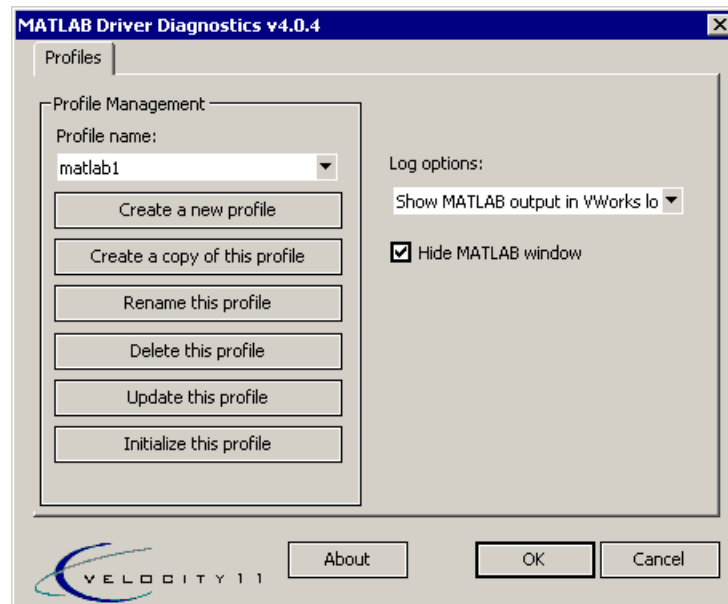 MATLAB Driver Diagnostics v4.0.4
Profiles
Profile Management
Profile name:
matlab1
Create a new profile
Create a copy of this profile
Rename this profile
Delete this profile
Update this profile
Initialize this profile
Log options:
Show MATLAB output in VWorks lo
Hide MATLAB window
VELOCITY11
About
OK
Cancel